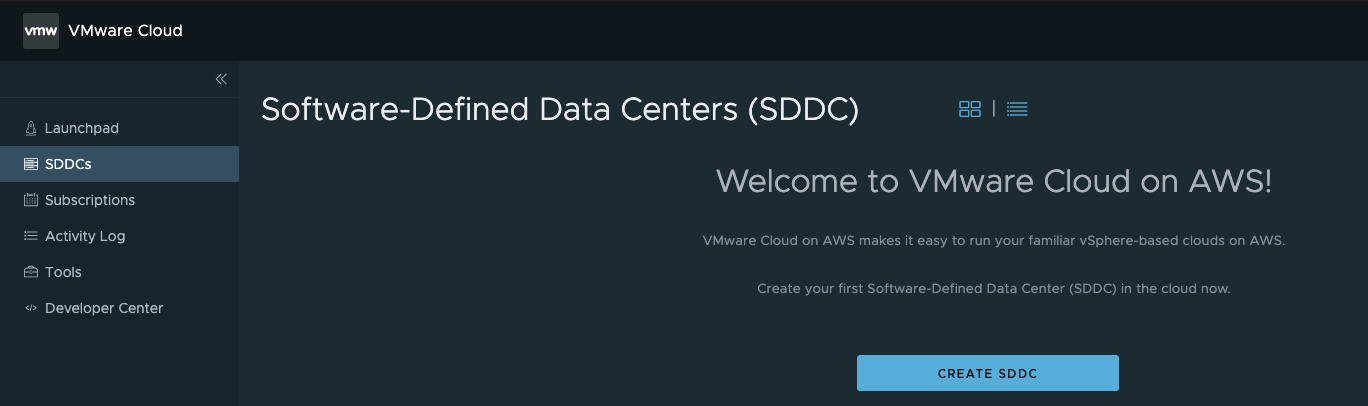 vmw VMware Cloud
Launchpad
SDDCs
Subscriptions
Activity Log
Tools
Developer Center
Software-Defined Data Centers (SDDC)
Welcome to VMware Cloud on AWS!
VMware Cloud on AWS makes it easy to run your familiar vSphere-based clouds on AWS.
Create your first Software-Defined Data Center (SDDC) in the cloud now.
CREATE SDDC